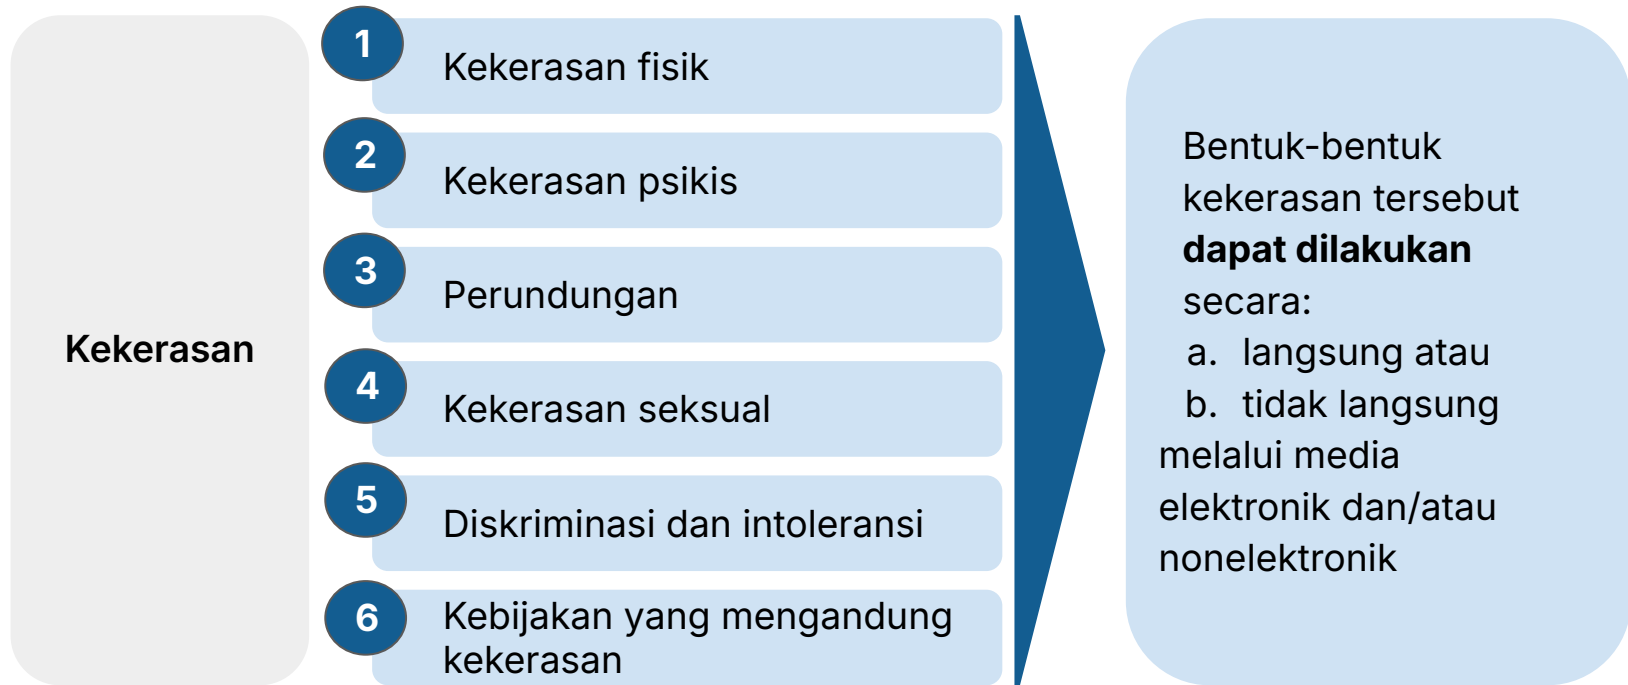 Kekerasan
1
Kekerasan fisik
2
Kekerasan psikis
3
Perundungan
4
Kekerasan seksual
5
Diskriminasi dan intoleransi
6
Kebijakan yang mengandung
kekerasan
Bentuk-bentuk
kekerasan tersebut
dapat dilakukan
secara:
a. langsung atau
b. tidak langsung
melalui media
elektronik dan/atau
nonelektronik